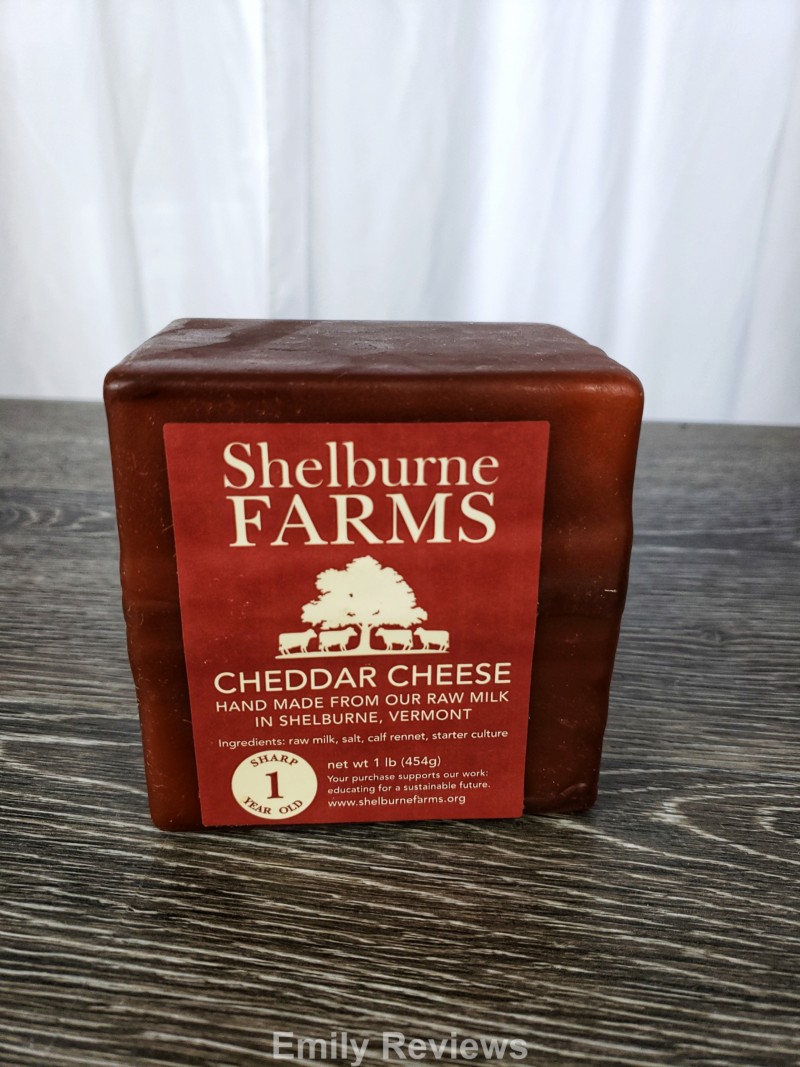 Shelburne
FARMS
CHEDDAR CHEESE
HAND MADE FROM OUR RAW MILK
IN SHELBURNE, VERMONT
Ingredients: raw milk, salt, calf rennet, starter culture
SHARP
1
YEAR OLD
net wt 1 lb (454g)
Your purchase supports our work:
educating for a sustainable future.
www.shelburnefarms.org
Emily Reviews